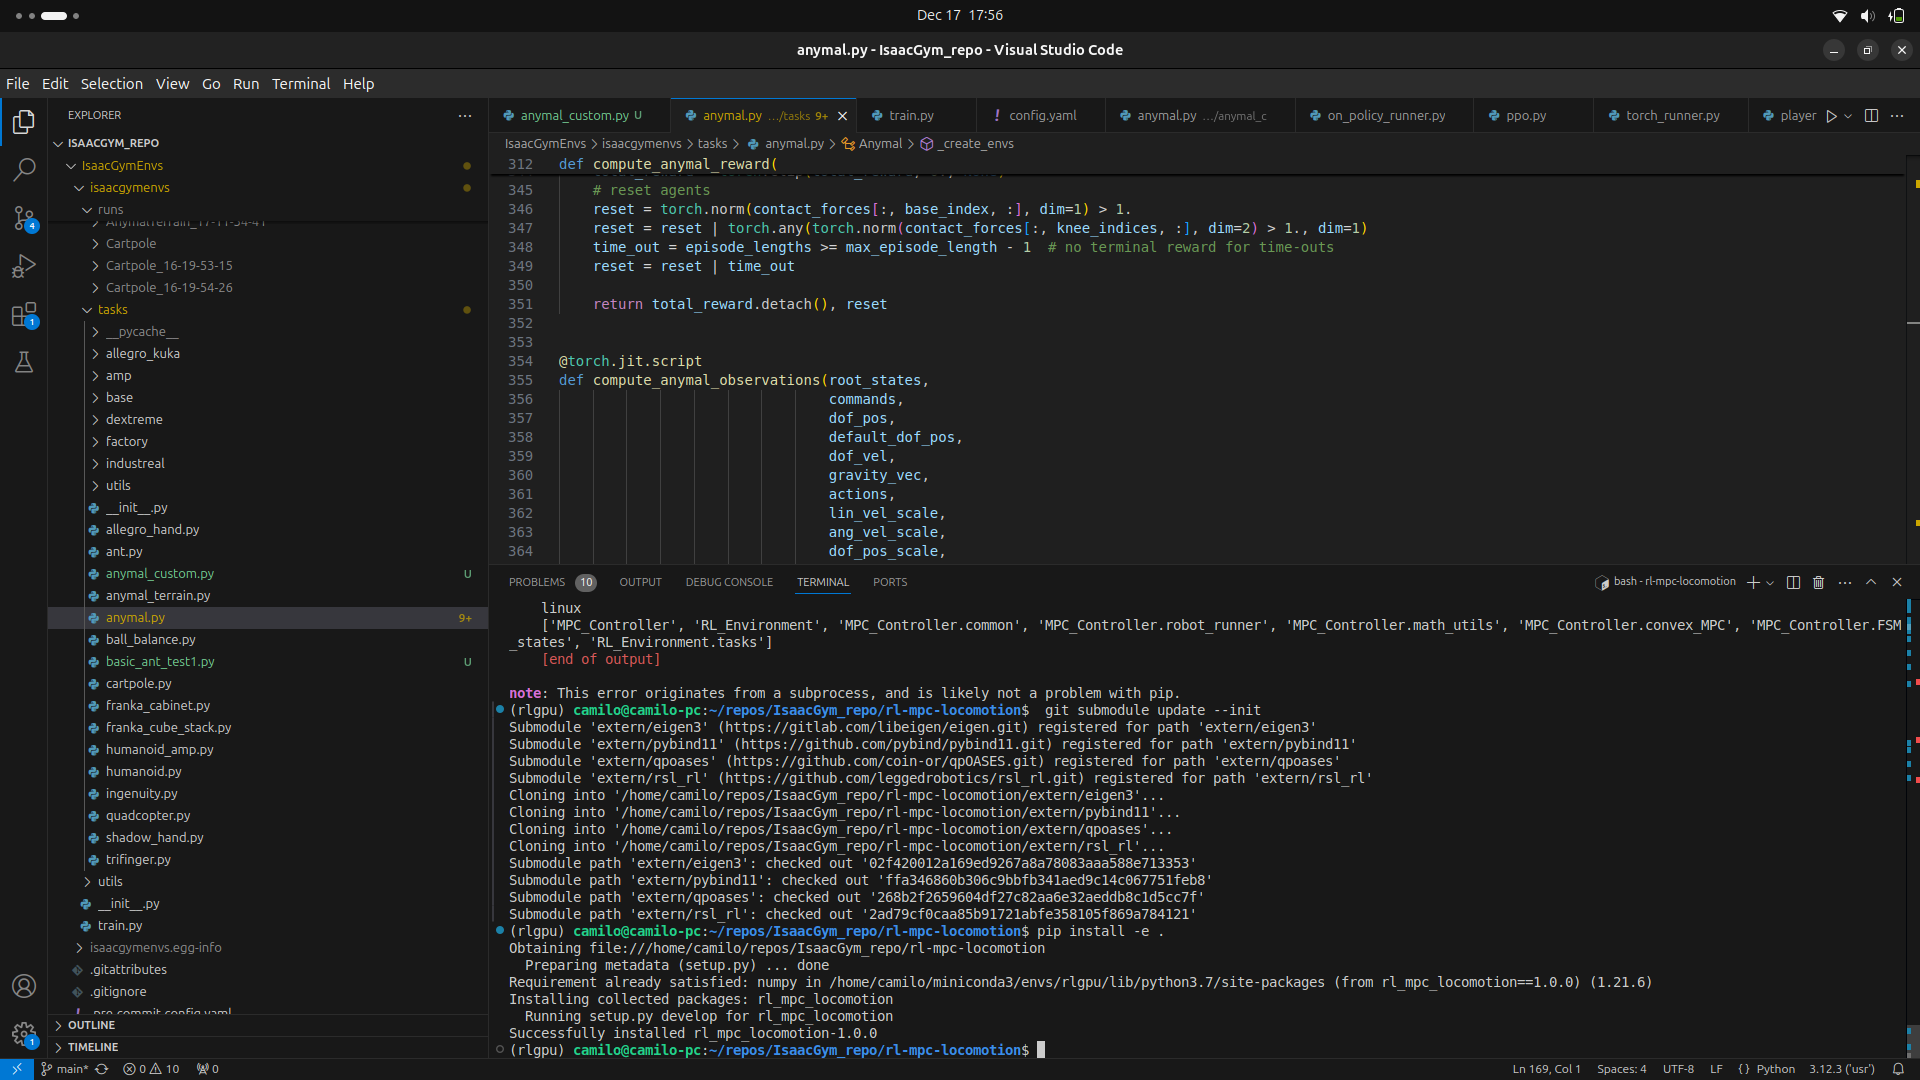 Dec 17 17:56
anymal.py - IsaacGym_repo - Visual Studio Code
File Edit Selection View Go Run Terminal Help
EXPLORER
ISAACGYM_REPO
IsaacGymEnvs
isaacgymenvs
runs
AnymalTerrain_17-11-54-41
Cartpole
Cartpole_16-19-53-15
Cartpole_16-19-54-26
tasks
__pycache__
allegro_kuka
amp
base
dextreme
factory
industreal
utils
__init__.py
allegro_hand.py
ant.py
anymal_custom.py U
anymal_terrain.py
anymal.py 9+
ball_balance.py
basic_ant_test1.py U
cartpole.py
franka_cabinet.py
franka_cube_stack.py
humanoid_amp.py
humanoid.py
ingenuity.py
quadcopter.py
shadow_hand.py
trifinger.py
utils
__init__.py
train.py
isaacgymenvs.egg-info
.gitattributes
.gitignore
.pre-commit-config.yaml
OUTLINE
TIMELINE
4
1
1
anymal_custom.py U
anymal.py .../tasks 9+
train.py
! config.yaml
anymal.py .../anymal_c
on_policy_runner.py
ppo.py
torch_runner.py
player
IsaacGymEnvs > isaacgymenvs > tasks > anymal.py > Anymal > _create_envs
312 def compute_anymal_reward(
345 # reset agents
346 reset = torch.norm(contact_forces[:, base_index, :], dim=1) > 1.
347 reset = reset | torch.any(torch.norm(contact_forces[:, knee_indices, :], dim=2) > 1., dim=1)
348 time_out = episode_lengths >= max_episode_length - 1 # no terminal reward for time-outs
349 reset = reset | time_out
350
351 return total_reward.detach(), reset
352
353
354 @torch.jit.script
355 def compute_anymal_observations(root_states,
356 commands,
357 dof_pos,
358 default_dof_pos,
359 dof_vel,
360 gravity_vec,
361 actions,
362 lin_vel_scale,
363 ang_vel_scale,
364 dof_pos_scale,
PROBLEMS 10 OUTPUT DEBUG CONSOLE TERMINAL PORTS
bash - rl-mpc-locomotion
linux
['MPC_Controller', 'RL_Environment', 'MPC_Controller.common', 'MPC_Controller.robot_runner', 'MPC_Controller.math_utils', 'MPC_Controller.convex_MPC', 'MPC_Controller.FSM
_states', 'RL_Environment.tasks']
[end of output]
note: This error originates from a subprocess, and is likely not a problem with pip.
(rlgpu) camilo@camilo-pc:~/repos/IsaacGym_repo/rl-mpc-locomotion$ git submodule update --init
Submodule 'extern/eigen3' (https://gitlab.com/libeigen/eigen.git) registered for path 'extern/eigen3'
Submodule 'extern/pybind11' (https://github.com/pybind/pybind11.git) registered for path 'extern/pybind11'
Submodule 'extern/qpoases' (https://github.com/coin-or/qpOASES.git) registered for path 'extern/qpoases'
Submodule 'extern/rsl_rl' (https://github.com/leggedrobotics/rsl_rl.git) registered for path 'extern/rsl_rl'
Cloning into '/home/camilo/repos/IsaacGym_repo/rl-mpc-locomotion/extern/eigen3'...
Cloning into '/home/camilo/repos/IsaacGym_repo/rl-mpc-locomotion/extern/pybind11'...
Cloning into '/home/camilo/repos/IsaacGym_repo/rl-mpc-locomotion/extern/qpoases'...
Cloning into '/home/camilo/repos/IsaacGym_repo/rl-mpc-locomotion/extern/rsl_rl'...
Submodule path 'extern/eigen3': checked out '02f420012a169ed9267a8a78083aaa588e713353'
Submodule path 'extern/pybind11': checked out 'ffa346860b306c9bbfb341aed9c14c067751feb8'
Submodule path 'extern/qpoases': checked out '268b2f2659604df27c82aa6e32aeddb8c1d5cc7f'
Submodule path 'extern/rsl_rl': checked out '2ad79cf0caa85b91721abfe358105f869a784121'
(rlgpu) camilo@camilo-pc:~/repos/IsaacGym_repo/rl-mpc-locomotion$ pip install -e .
Obtaining file:///home/camilo/repos/IsaacGym_repo/rl-mpc-locomotion
Preparing metadata (setup.py) ... done
Requirement already satisfied: numpy in /home/camilo/miniconda3/envs/rlgpu/lib/python3.7/site-packages (from rl_mpc_locomotion==1.0.0) (1.21.6)
Installing collected packages: rl_mpc_locomotion
Running setup.py develop for rl_mpc_locomotion
Successfully installed rl_mpc_locomotion-1.0.0
(rlgpu) camilo@camilo-pc:~/repos/IsaacGym_repo/rl-mpc-locomotion$
main* 0 10 0 Ln 169, Col 1 Spaces: 4 UTF-8 LF {} Python 3.12.3 ('usr')